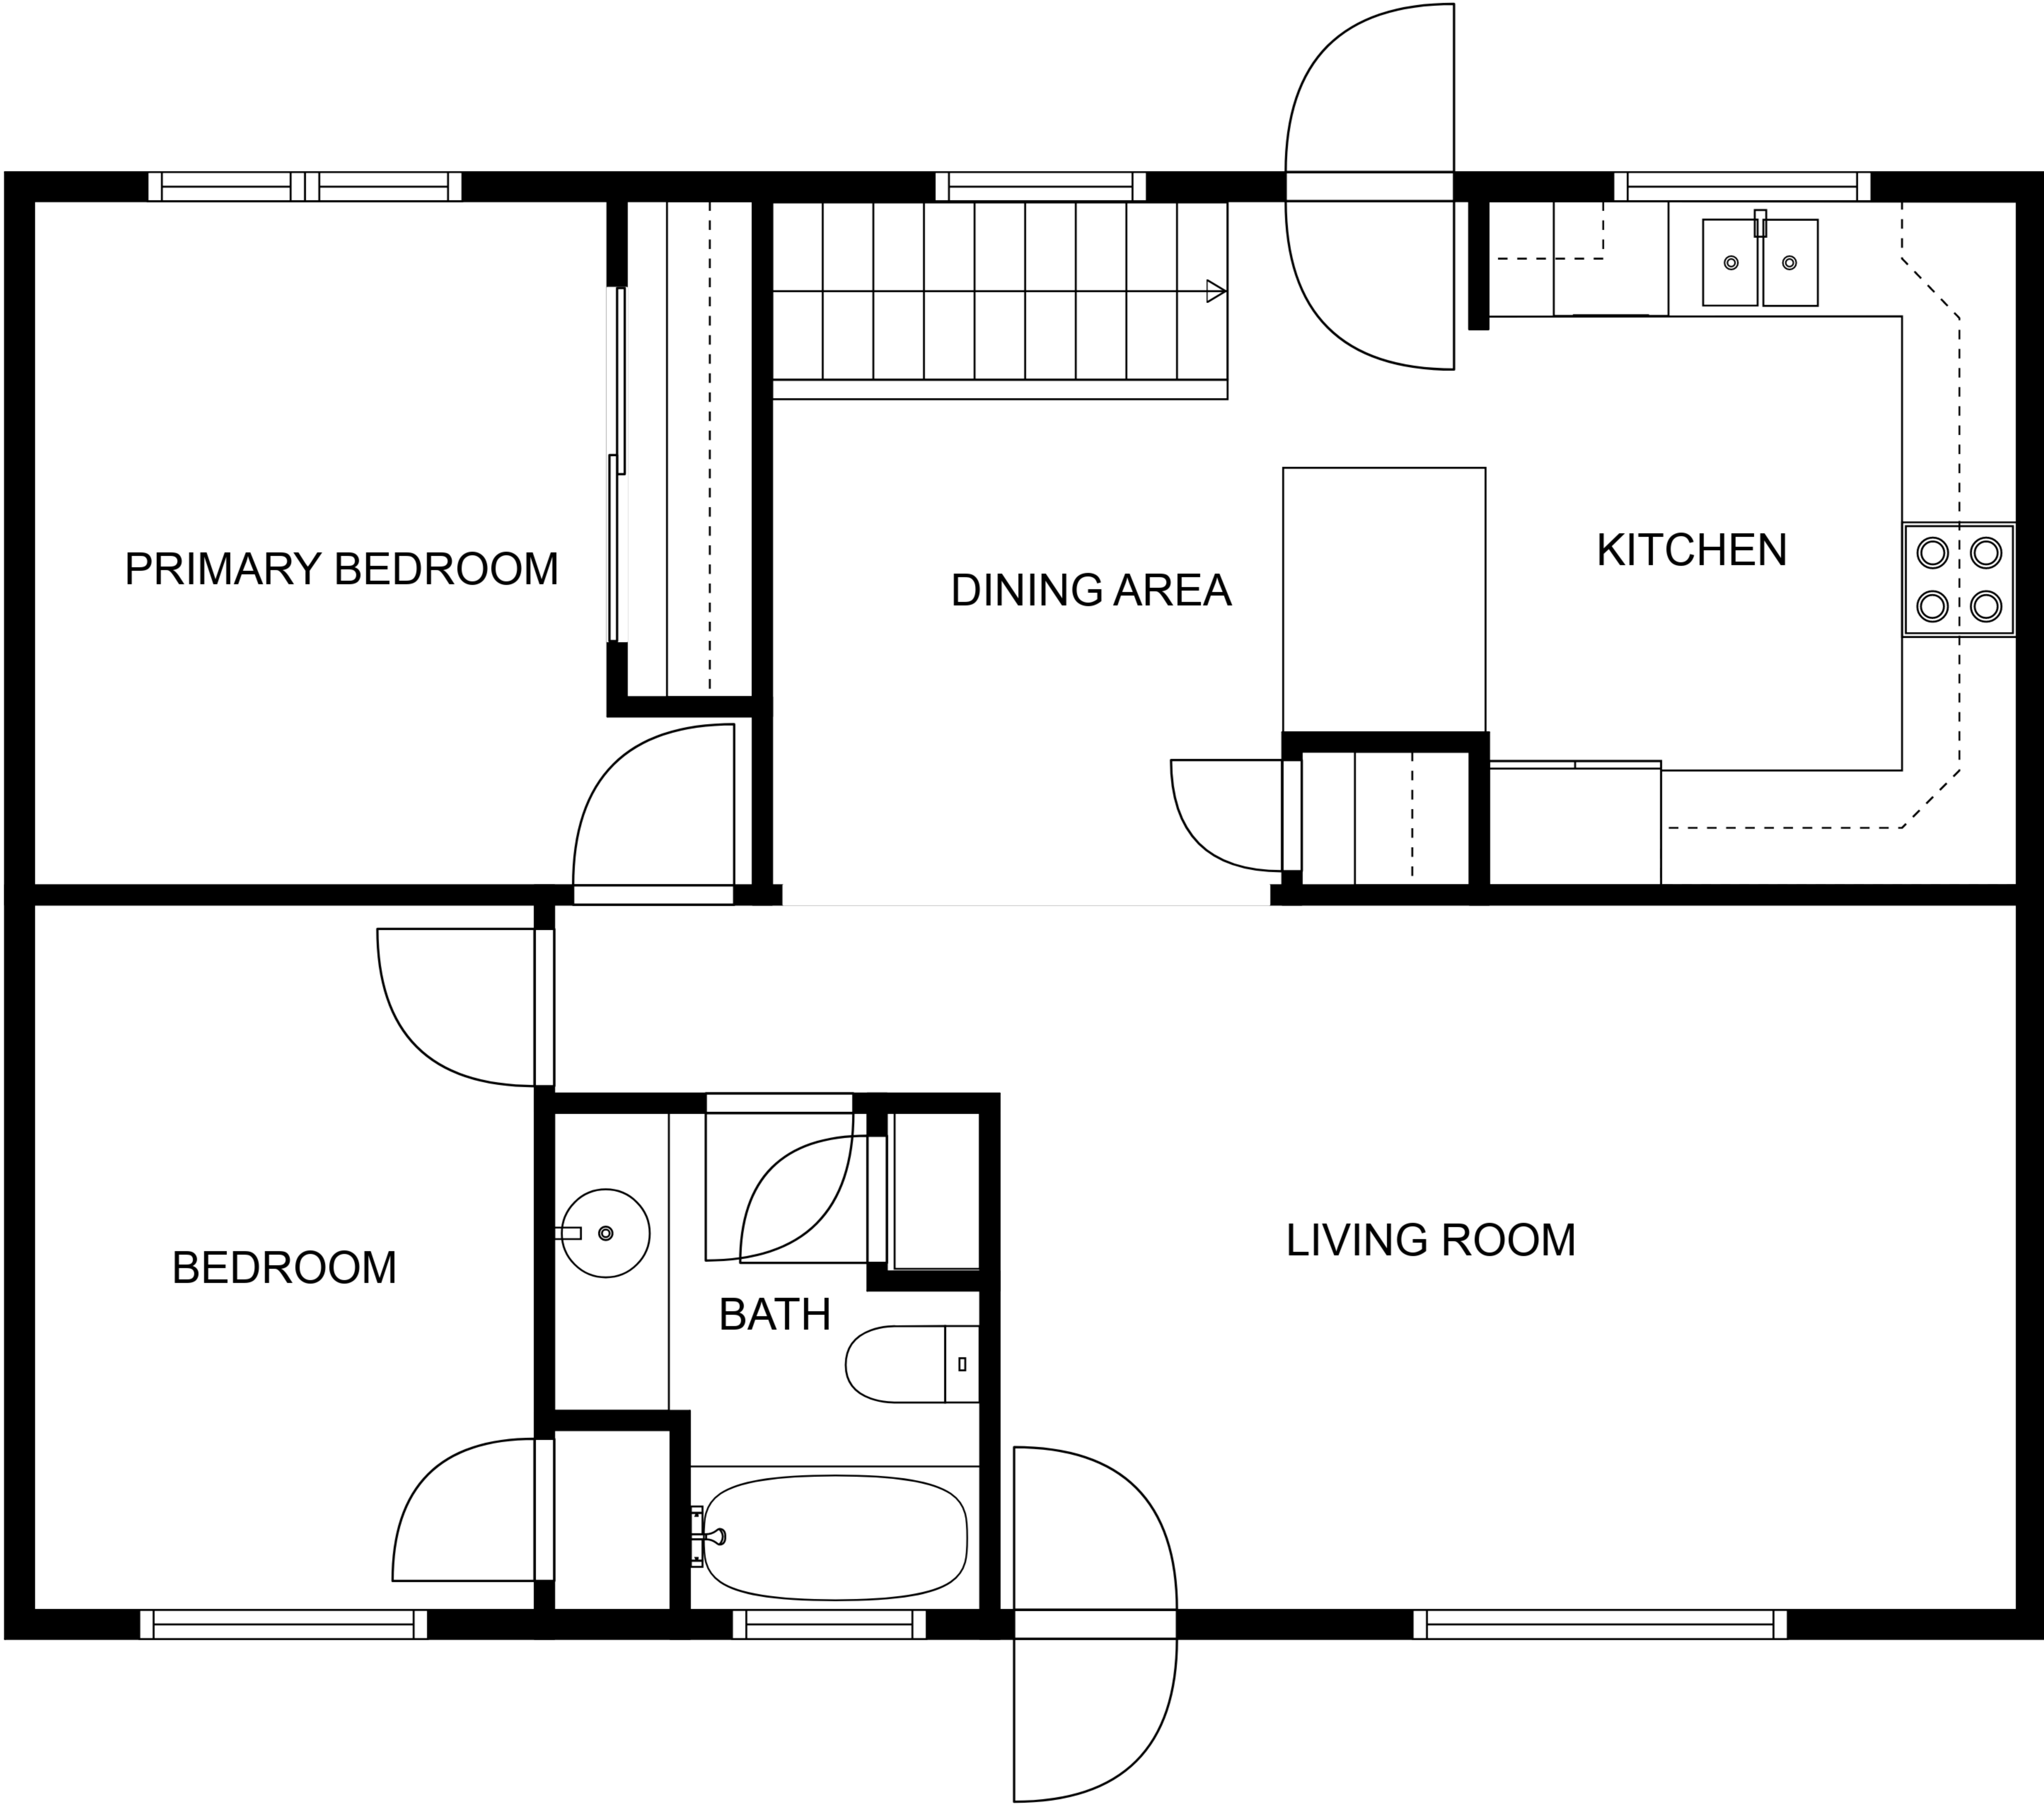 PRIMARY BEDROOM
DINING AREA
KITCHEN
BEDROOM
BATH
LIVING ROOM